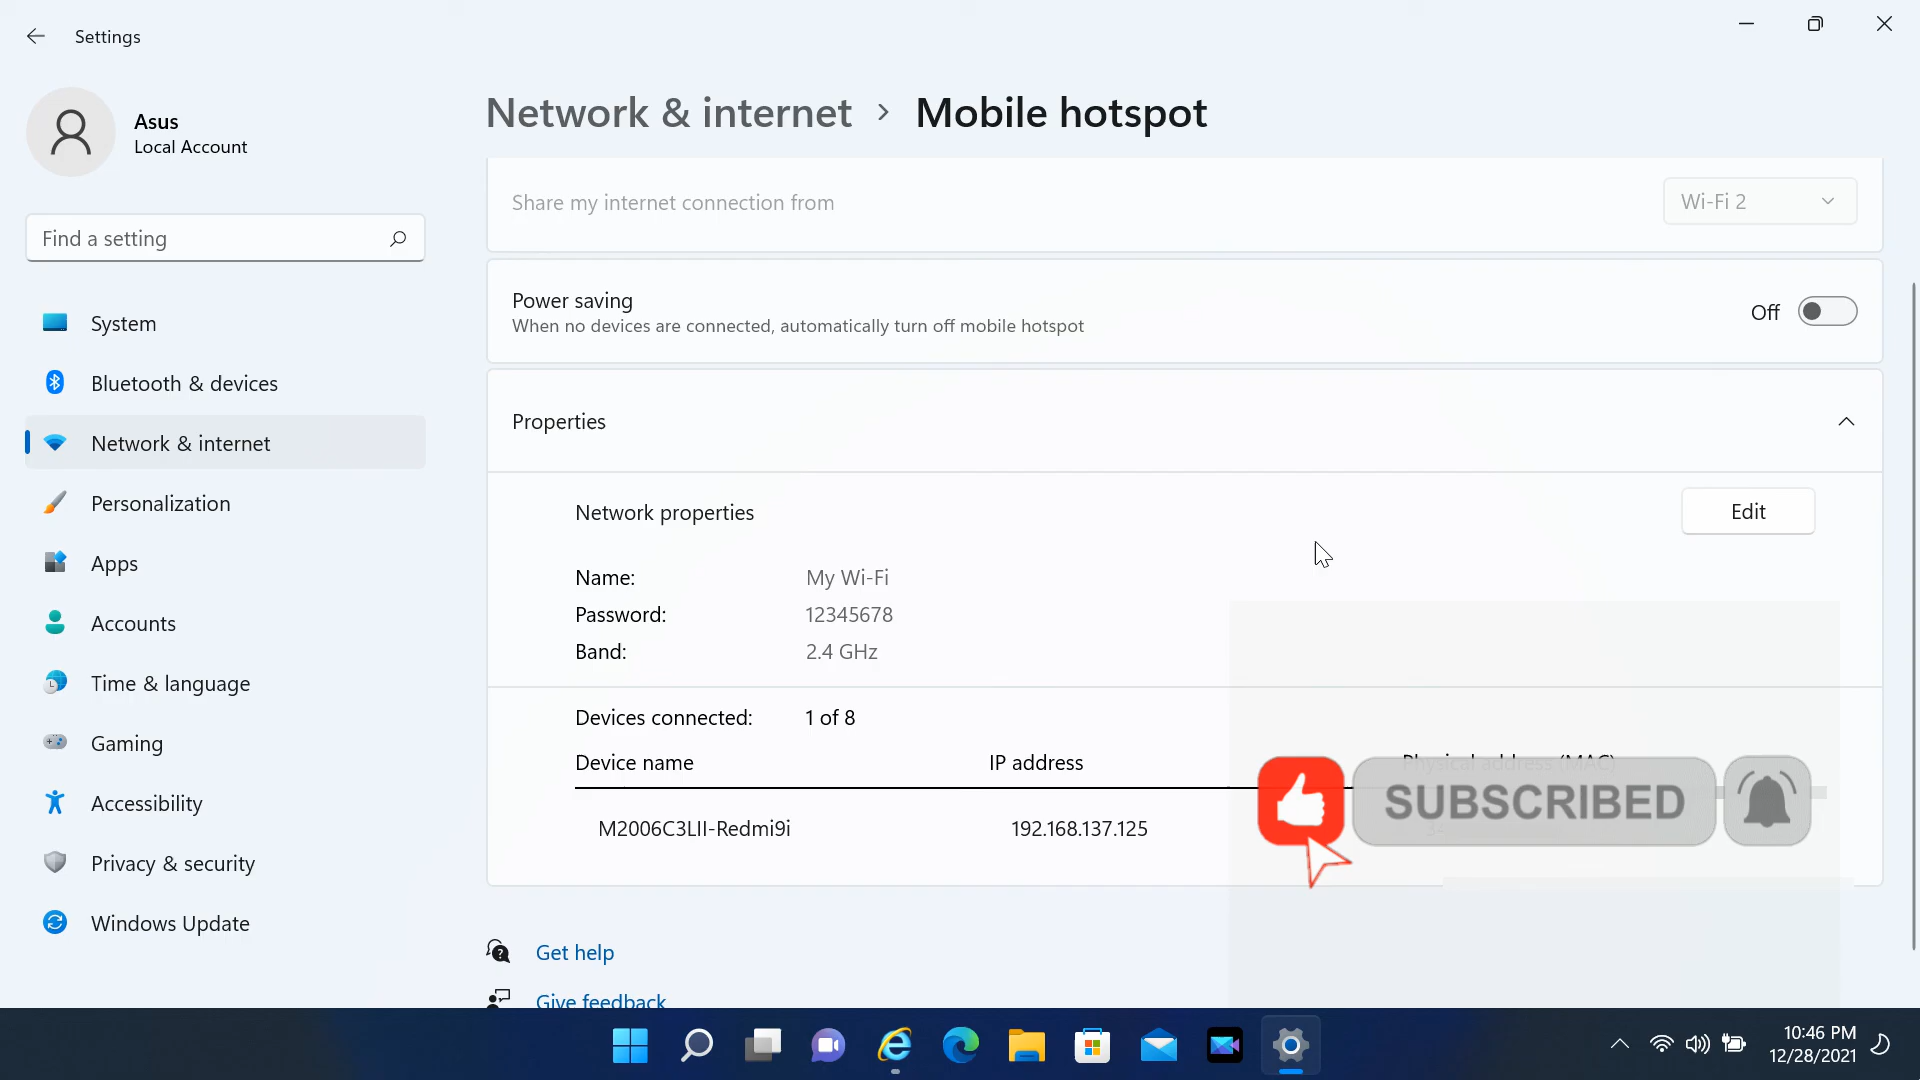 Settings
Asus
Local Account
Find a setting
System
Bluetooth & devices
Network & internet
Personalization
Apps
Accounts
Time & language
Gaming
Accessibility
Privacy & security
Windows Update
Network & internet > Mobile hotspot
Share my internet connection from Wi-Fi 2
Power saving
When no devices are connected, automatically turn off mobile hotspot
Off
Properties
Network properties Edit
Name: My Wi-Fi
Password: 12345678
Band: 2.4 GHz
Devices connected: 1 of 8
Device name IP address Physical address (MAC)
M2006C3LII-Redmi9i 192.168.137.125
SUBSCRIBED
Get help
Give feedback
10:46 PM
12/28/2021